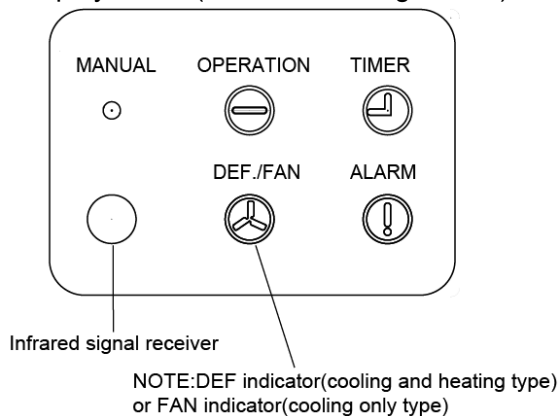 MANUAL OPERATION TIMER
DEF./FAN ALARM
Infrared signal receiver
NOTE:DEF indicator(cooling and heating type)
or FAN indicator(cooling only type)